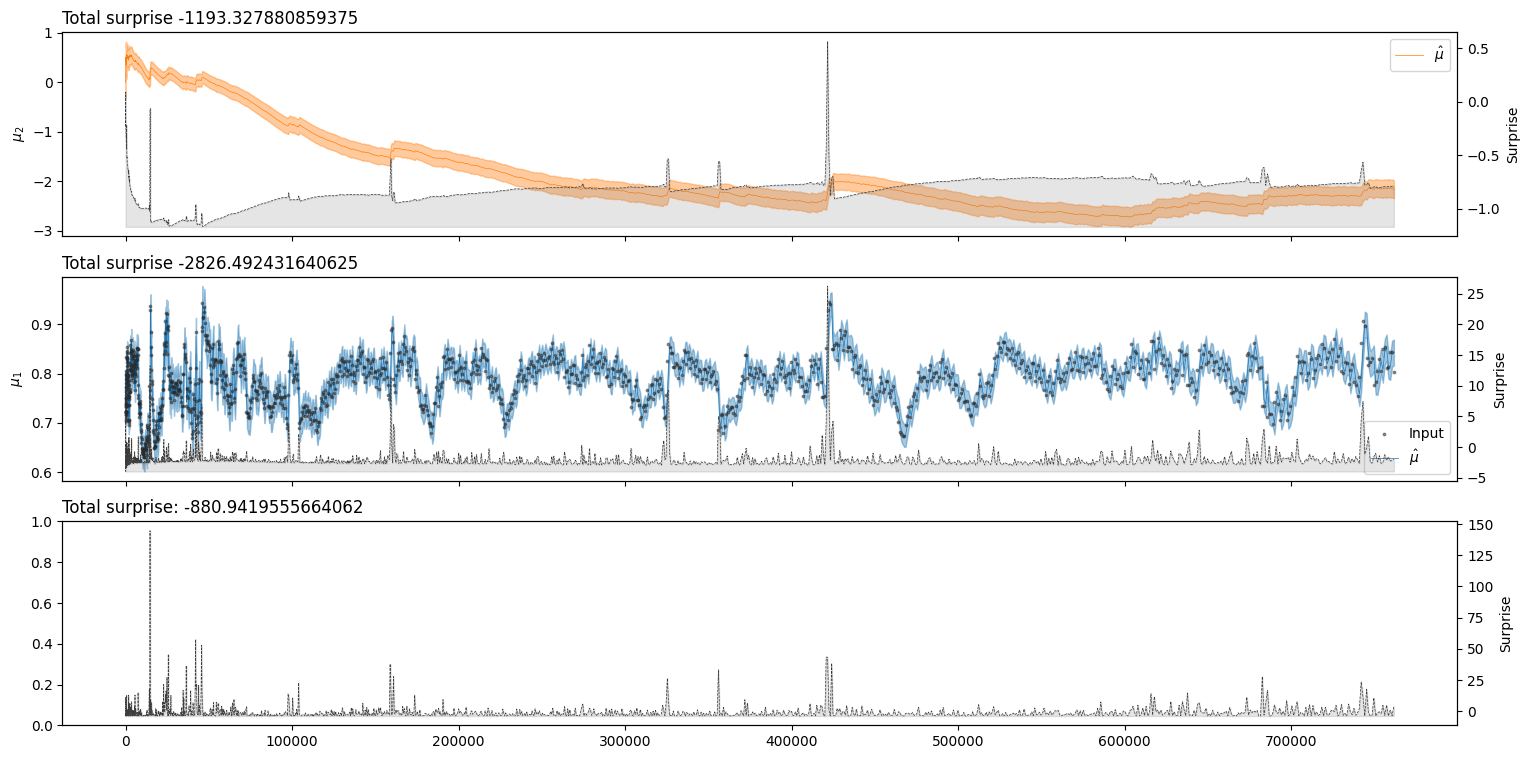 Total surprise -1193.327880859375
1
0
−1
−2
−3
μ2
0.5
0.0
−0.5
−1.0
Surprise
μ̂
Total surprise -2826.492431640625
0.9
0.8
0.7
0.6
μ1
25
20
15
10
5
0
−5
Surprise
Input
μ̂
Total surprise: -880.9419555664062
1.0
0.8
0.6
0.4
0.2
0.0
150
125
100
75
50
25
0
Surprise
0 100000 200000 300000 400000 500000 600000 700000